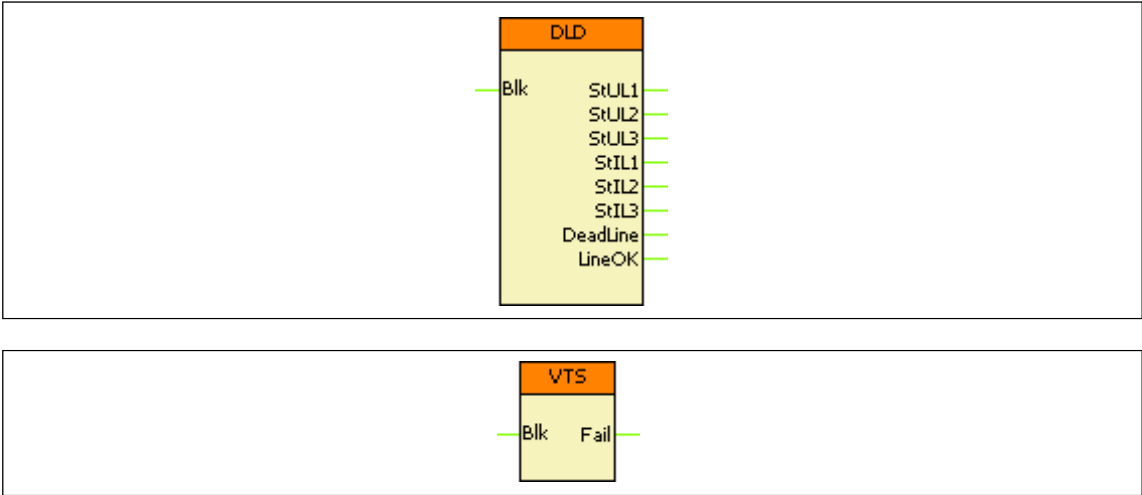 DLD
Blk StUL1
StUL2
StUL3
StIL1
StIL2
StIL3
DeadLine
LineOK
VTS
Blk Fail